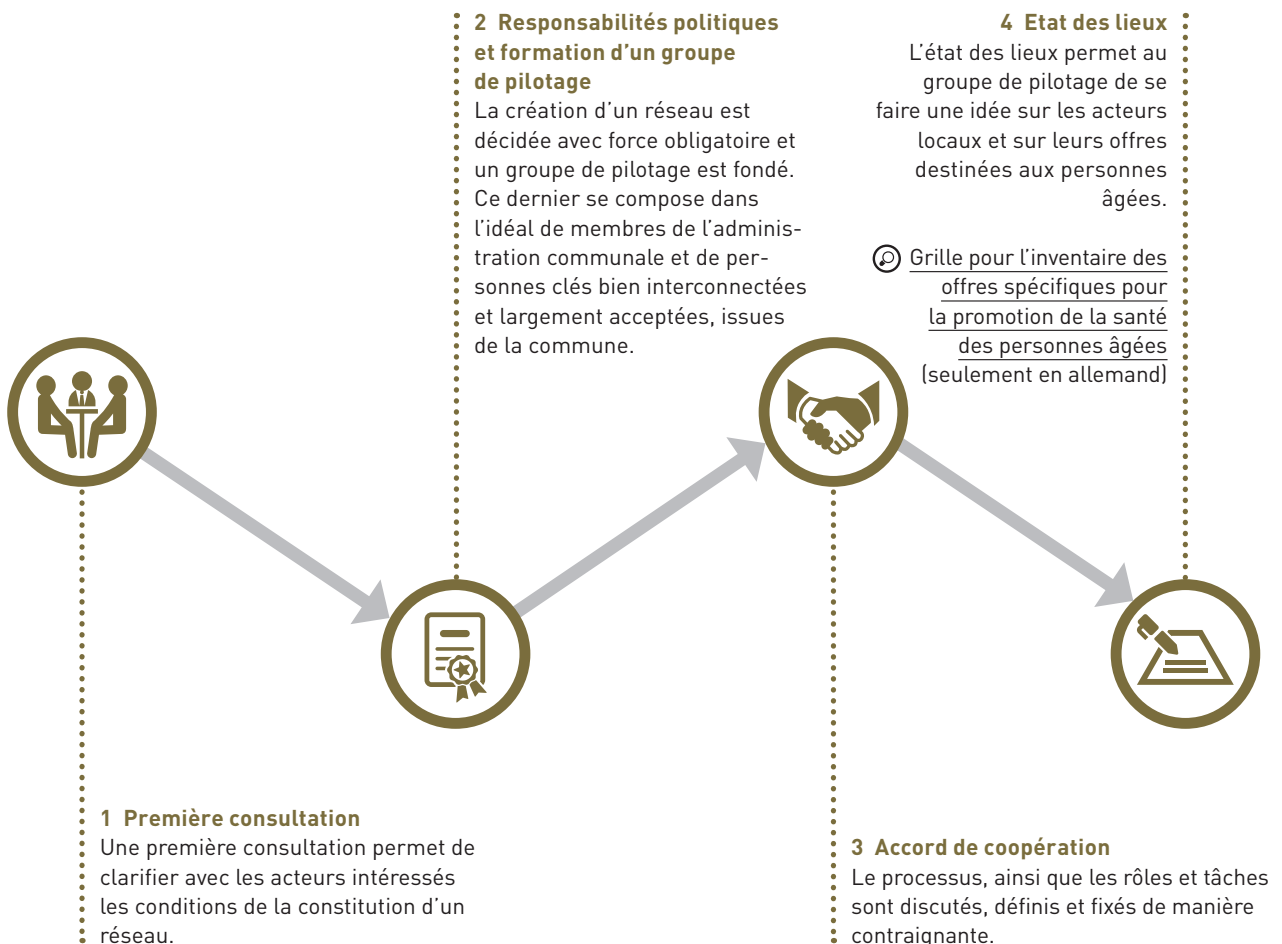 2 Responsabilités politiques
et formation d'un groupe
de pilotage
La création d'un réseau est
décidée avec force obligatoire et
un groupe de pilotage est fondé.
Ce dernier se compose dans
l'idéal de membres de l'adminis-
tration communale et de per-
sonnes clés bien interconnectées
et largement acceptées, issues
de la commune.
4 Etat des lieux
L'état des lieux permet au
groupe de pilotage de se
faire une idée sur les acteurs
locaux et sur leurs offres
destinées aux personnes
âgées.
Grille pour l'inventaire des
offres spécifiques pour
la promotion de la santé
des personnes âgées
(seulement en allemand)
1 Première consultation
Une première consultation permet de
clarifier avec les acteurs intéressés
les conditions de la constitution d'un
réseau.
3 Accord de coopération
Le processus, ainsi que les rôles et tâches
sont discutés, définis et fixés de manière
contraignante.